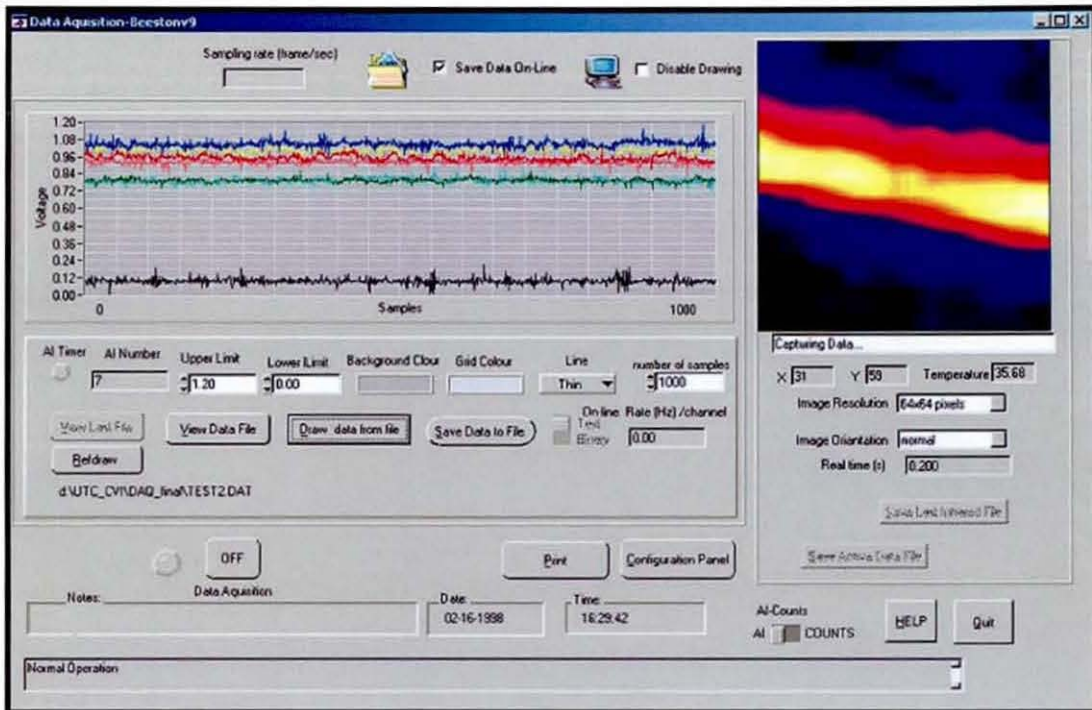 Data Aquisition-Beestonv9
Sampling rate (frame/sec)
Save Data On-Line
Disable Drawing
1.20
1.08
0.96
0.84
0.72
0.60
0.48
0.36
0.24
0.12
0.00
Voltage
0
Samples
1000
AI Timer
AI Number
7
Upper Limit
1.20
Lower lLimit
0.00
Background Clour
Grid Colour
Line
Thin
number of samples
1000
View Last File
View Data File
Draw data from file
Save Data to File
On-line
Text
Binary
Rate (Hz) /channel
0.00
Refdraw
d:\UTC_CVI\DAQ_final\TEST2.DAT
OFF
Data Aquisition
Print
Configuration Panel
Notes:
Date:
02-16-1998
Time:
16:29:42
Normal Operation
Capturing Data...
X 31 Y 59 Temperature 35.68
Image Resolution 64x64 pixels
Image Oriantation normal
Real time (s) 0.200
Save Last Infrared File
Save Active Data File
AI-Counts
AI COUNTS
HELP
Quit